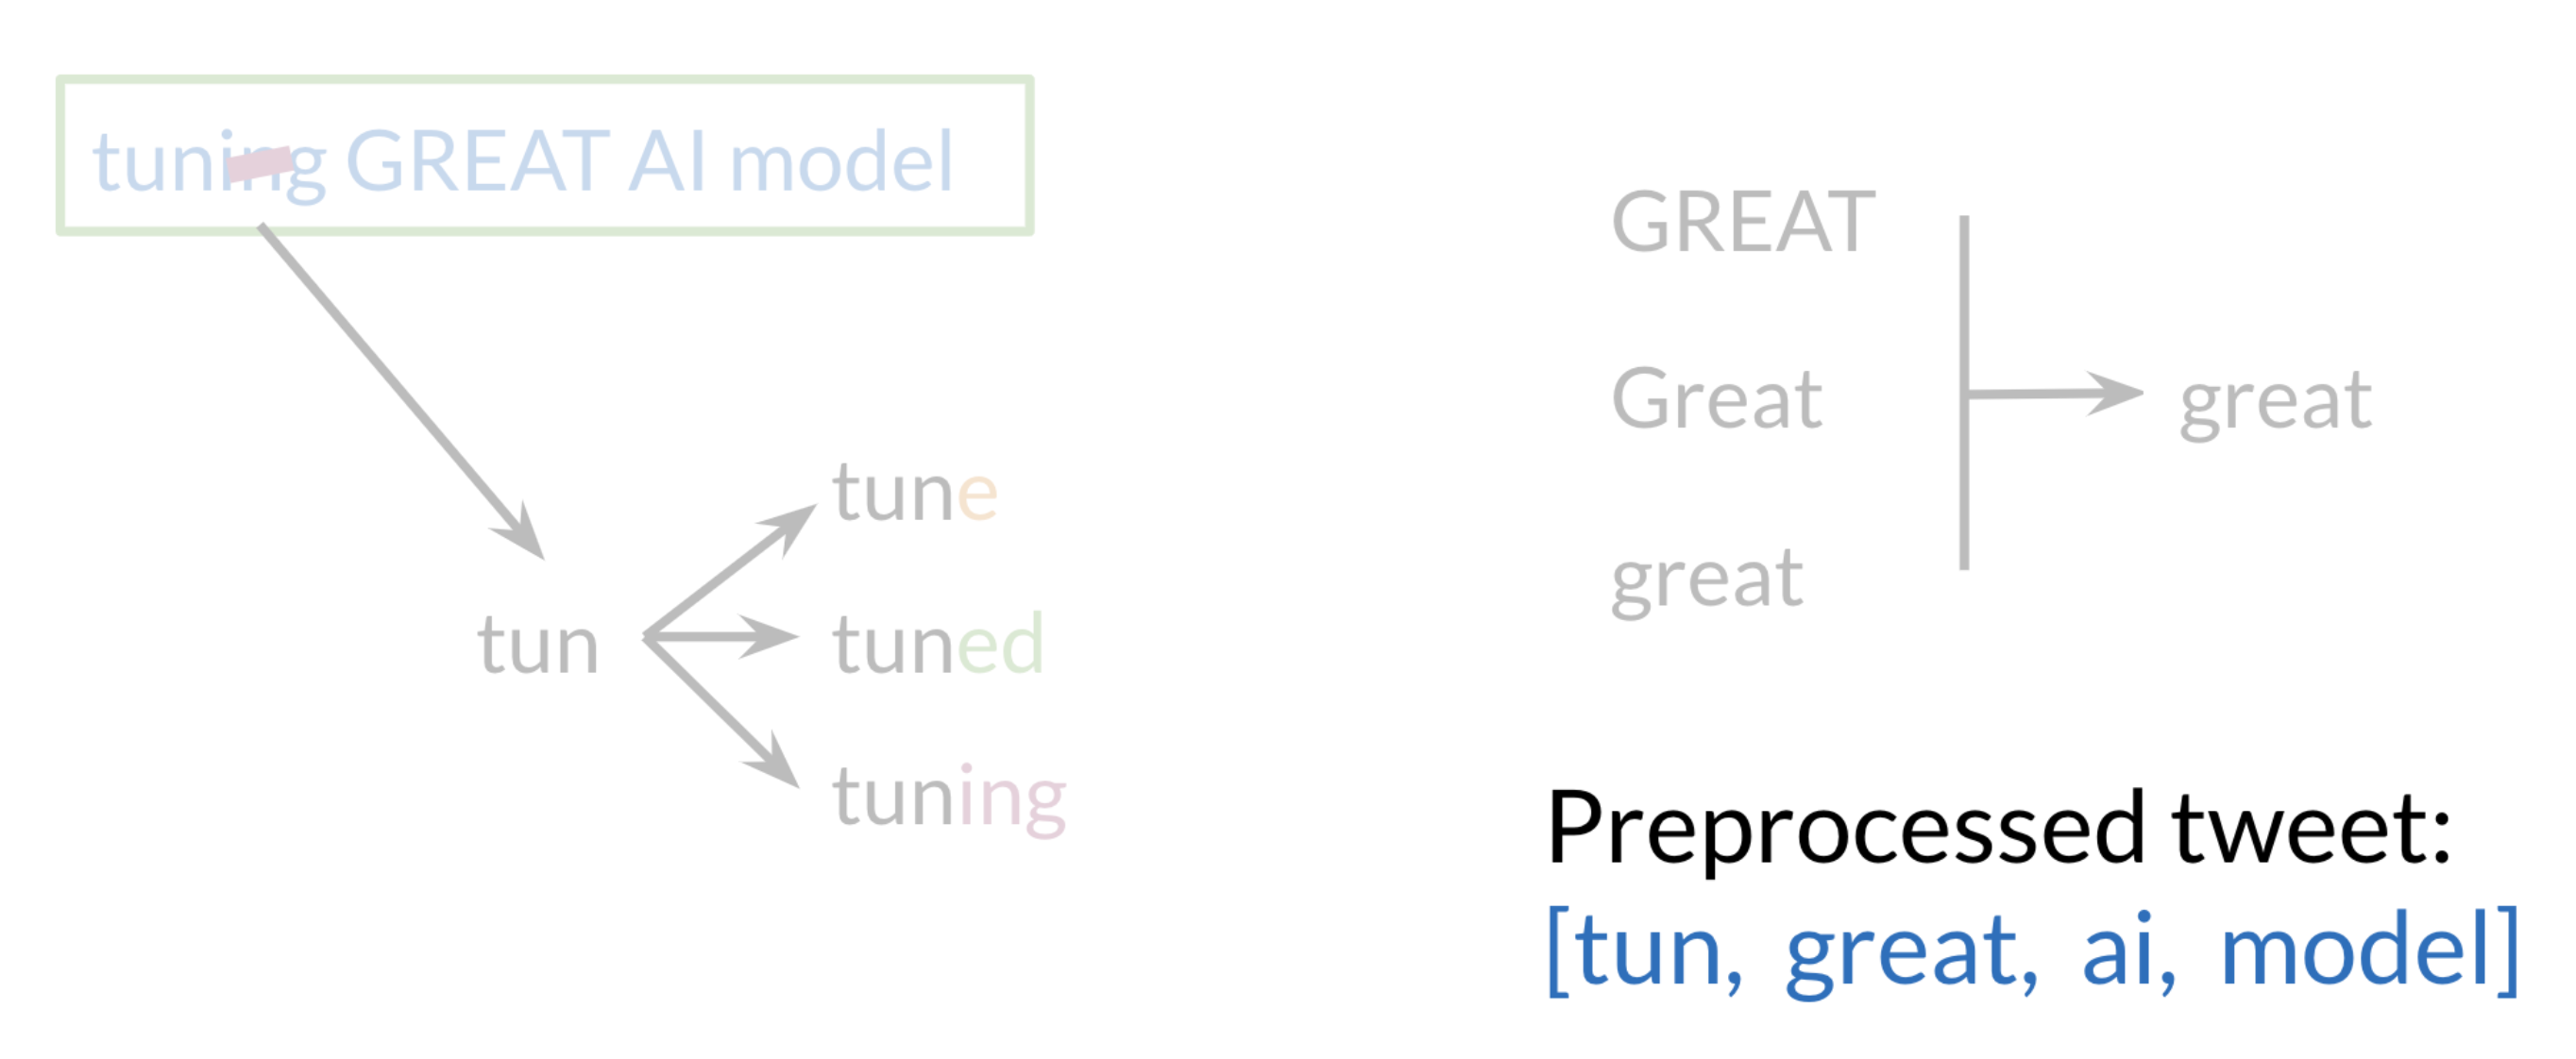 tuning GREAT AI model
tun
tune
tuned
tuning
GREAT
Great
great
great
Preprocessed tweet:
[tun, great, ai, model]